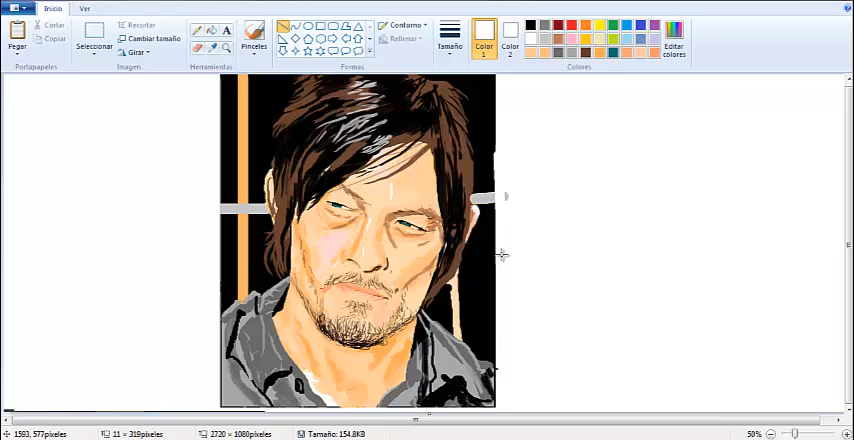 Inicio Ver
Pegar
Cortar
Copiar
Portapapeles
Seleccionar
Recortar
Cambiar tamaño
Girar
Imagen
A
Herramientas
Pinceles
Contorno
Rellenar
Formas
Tamaño
Color
1
Color
2
Editar
colores
Colores
1593, 577píxeles 11 × 319píxeles 2720 × 1080píxeles Tamaño: 154.8KB 50%